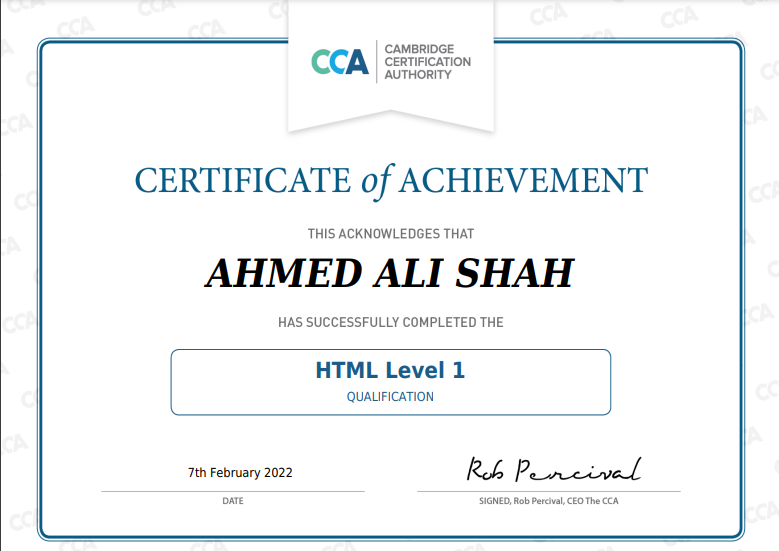 CCA
CAMBRIDGE
CERTIFICATION
AUTHORITY
CERTIFICATE of ACHIEVEMENT
THIS ACKNOWLEDGES THAT
AHMED ALI SHAH
HAS SUCCESSFULLY COMPLETED THE
HTML Level 1
QUALIFICATION
7th February 2022
Rob Percival
DATE
SIGNED, Rob Percival, CEO The CCA